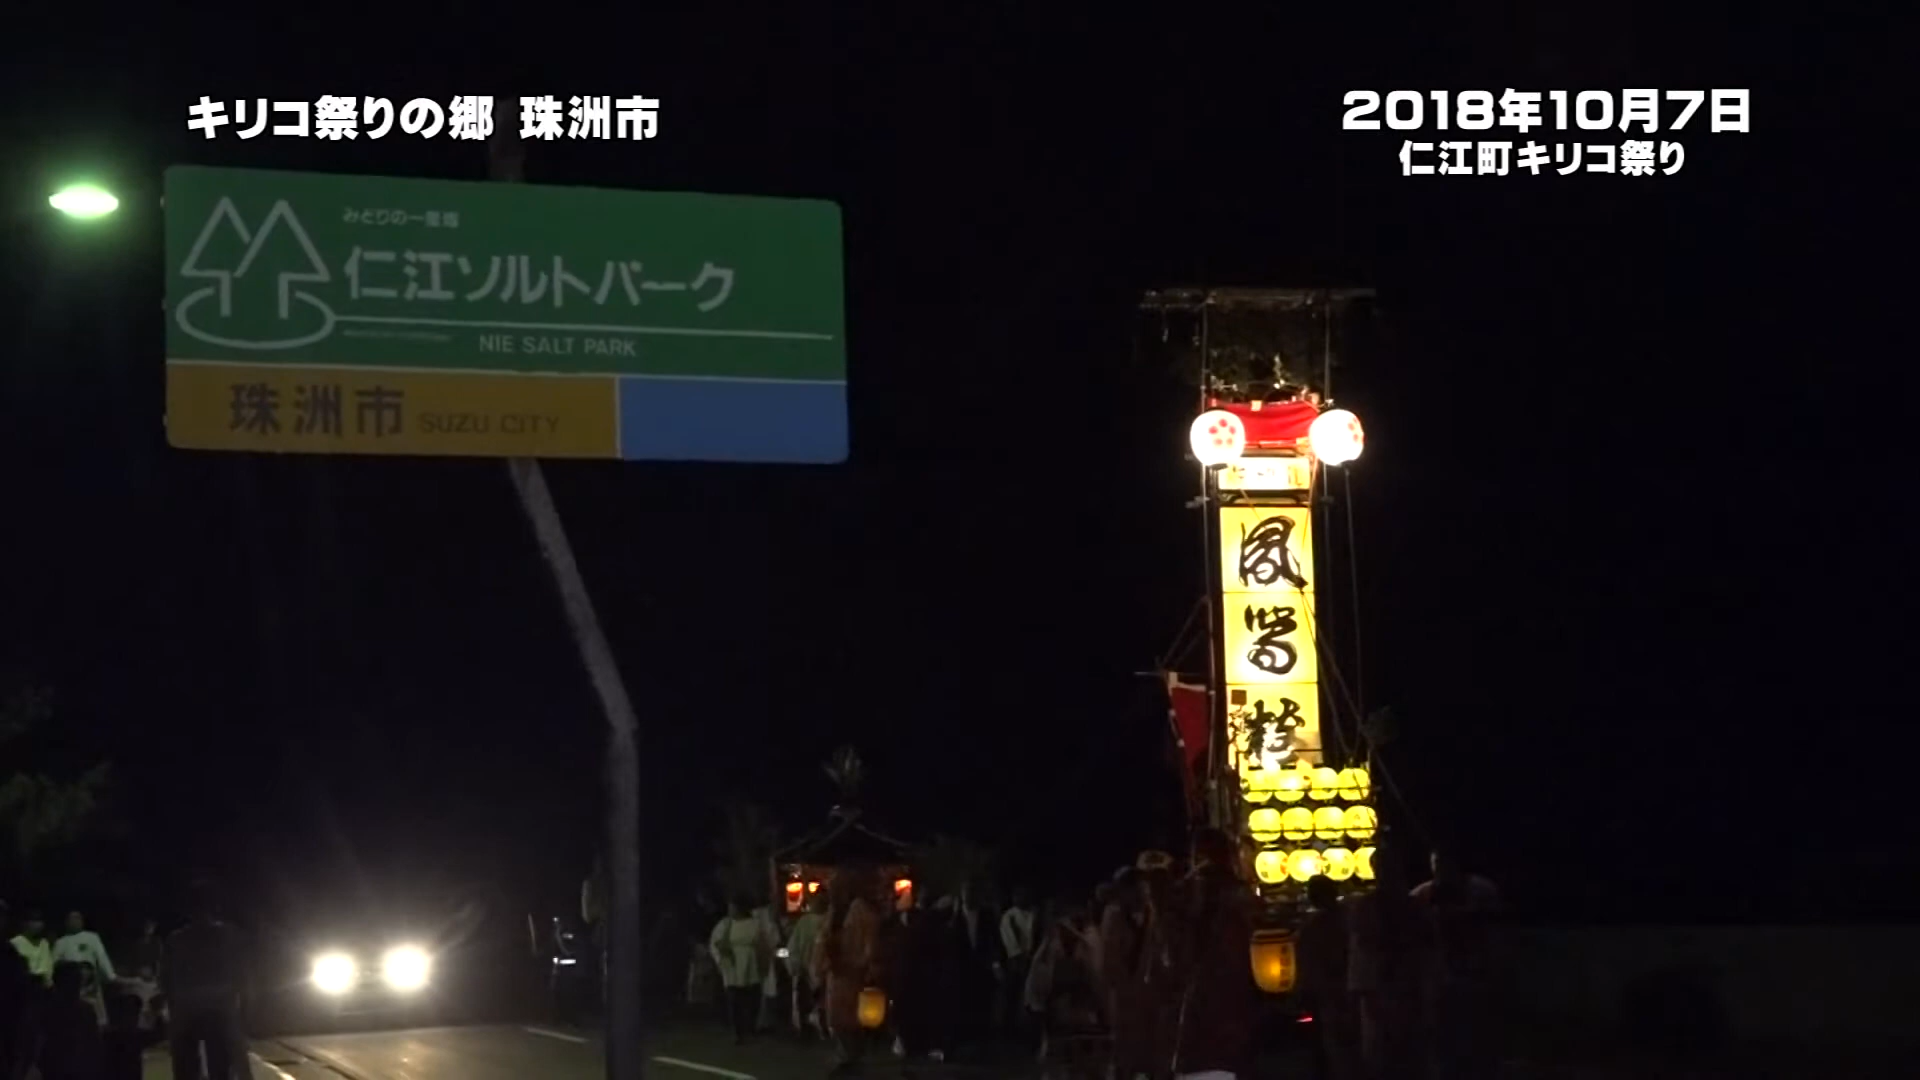 キリコ祭りの郷 珠洲市
2018年10月7日
仁江町キリコ祭り
みどりの一里塚
仁江ソルトパーク
NIE SALT PARK
珠洲市 SUZU CITY